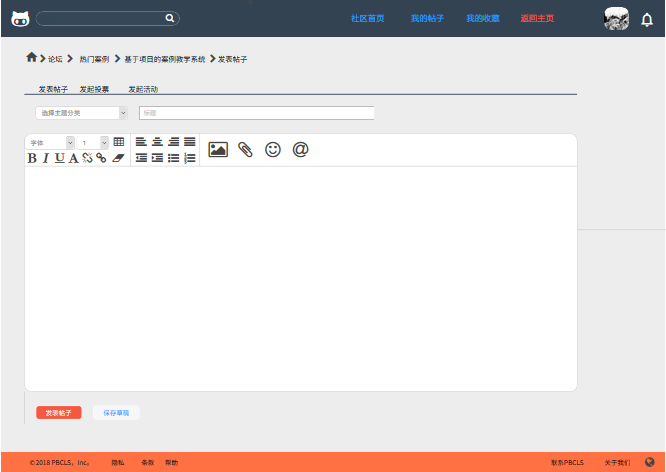 社区首页 我的帖子 我的收藏 返回主页
论坛 热门案例 基于项目的案例教学系统 发表帖子
发表帖子 发起投票 发起活动
选择主题分类 标题
字体 1
B I U A
@
发表帖子 保存草稿
©2018 PBCLS，Inc。 隐私 条款 帮助 联系PBCLS 关于我们